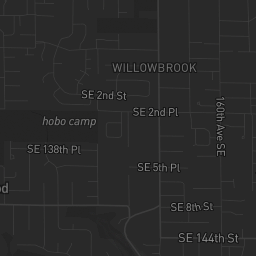 WILLOWBROOK
SE 2nd St
SE 2nd Pl
160th Ave SE
hobo camp
SE 138th Pl
SE 5th Pl
SE 8th St
SE 144th St